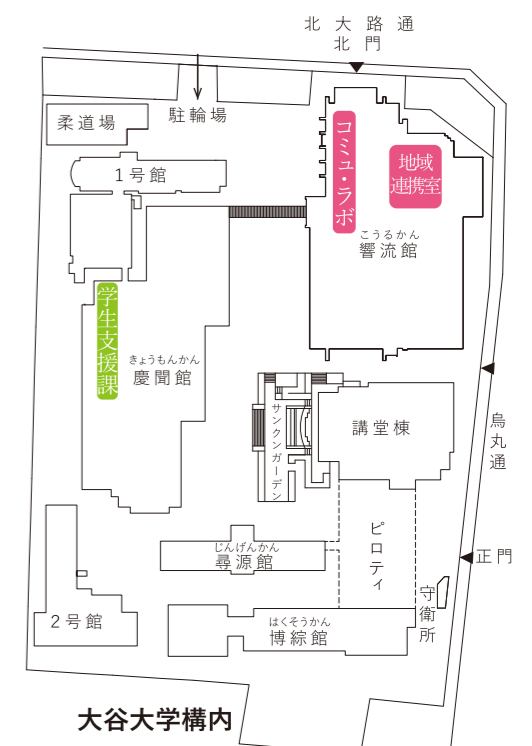 北大路通
北門
駐輪場
柔道場
1号館
コミュ・ラボ
地域
連携室
こうるかん
響流館
学生支援課
きょうもんかん
慶聞館
サンクンガーデン
講堂棟
烏丸通
ピロティ
じんげんかん
尋源館
正門
守衛所
はくそうかん
博綜館
2号館
大谷大学構内